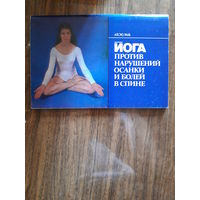 ЙОГА
ПРОТИВ
НАРУШЕНИЙ
ОСАНКИ
И БОЛЕЙ
В СПИНЕ